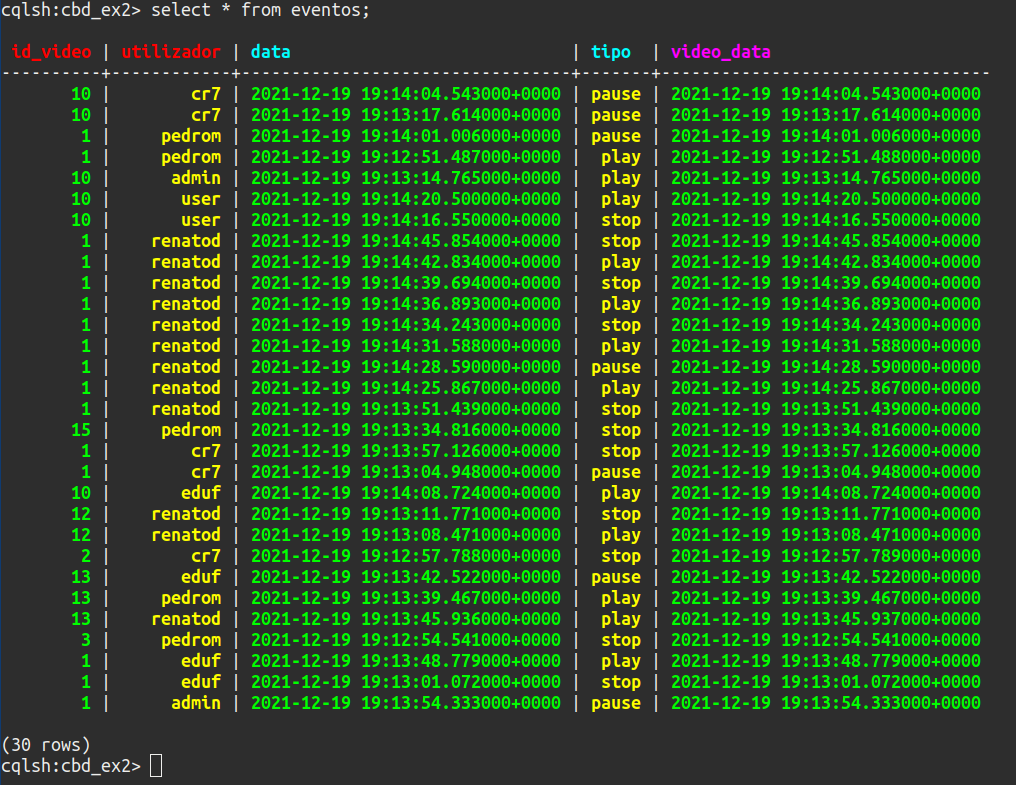 cqlsh:cbd_ex2> select * from eventos;
 id_video | utilizador | data                            | tipo  | video_data
----------+------------+---------------------------------+-------+---------------------------------
       10 |        cr7 | 2021-12-19 19:14:04.543000+0000 | pause | 2021-12-19 19:14:04.543000+0000
       10 |        cr7 | 2021-12-19 19:13:17.614000+0000 | pause | 2021-12-19 19:13:17.614000+0000
        1 |     pedrom | 2021-12-19 19:14:01.006000+0000 | pause | 2021-12-19 19:14:01.006000+0000
        1 |     pedrom | 2021-12-19 19:12:51.487000+0000 |  play | 2021-12-19 19:12:51.488000+0000
       10 |      admin | 2021-12-19 19:13:14.765000+0000 |  play | 2021-12-19 19:13:14.765000+0000
       10 |       user | 2021-12-19 19:14:20.500000+0000 |  play | 2021-12-19 19:14:20.500000+0000
       10 |       user | 2021-12-19 19:14:16.550000+0000 |  stop | 2021-12-19 19:14:16.550000+0000
        1 |    renatod | 2021-12-19 19:14:45.854000+0000 |  stop | 2021-12-19 19:14:45.854000+0000
        1 |    renatod | 2021-12-19 19:14:42.834000+0000 |  play | 2021-12-19 19:14:42.834000+0000
        1 |    renatod | 2021-12-19 19:14:39.694000+0000 |  stop | 2021-12-19 19:14:39.694000+0000
        1 |    renatod | 2021-12-19 19:14:36.893000+0000 |  play | 2021-12-19 19:14:36.893000+0000
        1 |    renatod | 2021-12-19 19:14:34.243000+0000 |  stop | 2021-12-19 19:14:34.243000+0000
        1 |    renatod | 2021-12-19 19:14:31.588000+0000 |  play | 2021-12-19 19:14:31.588000+0000
        1 |    renatod | 2021-12-19 19:14:28.590000+0000 | pause | 2021-12-19 19:14:28.590000+0000
        1 |    renatod | 2021-12-19 19:14:25.867000+0000 |  play | 2021-12-19 19:14:25.867000+0000
        1 |    renatod | 2021-12-19 19:13:51.439000+0000 |  stop | 2021-12-19 19:13:51.439000+0000
       15 |     pedrom | 2021-12-19 19:13:34.816000+0000 |  stop | 2021-12-19 19:13:34.816000+0000
        1 |        cr7 | 2021-12-19 19:13:57.126000+0000 |  stop | 2021-12-19 19:13:57.126000+0000
        1 |        cr7 | 2021-12-19 19:13:04.948000+0000 | pause | 2021-12-19 19:13:04.948000+0000
       10 |       eduf | 2021-12-19 19:14:08.724000+0000 |  play | 2021-12-19 19:14:08.724000+0000
       12 |    renatod | 2021-12-19 19:13:11.771000+0000 |  stop | 2021-12-19 19:13:11.771000+0000
       12 |    renatod | 2021-12-19 19:13:08.471000+0000 |  play | 2021-12-19 19:13:08.471000+0000
        2 |        cr7 | 2021-12-19 19:12:57.788000+0000 |  stop | 2021-12-19 19:12:57.789000+0000
       13 |       eduf | 2021-12-19 19:13:42.522000+0000 | pause | 2021-12-19 19:13:42.522000+0000
       13 |     pedrom | 2021-12-19 19:13:39.467000+0000 |  play | 2021-12-19 19:13:39.467000+0000
       13 |    renatod | 2021-12-19 19:13:45.936000+0000 |  play | 2021-12-19 19:13:45.937000+0000
        3 |     pedrom | 2021-12-19 19:12:54.541000+0000 |  stop | 2021-12-19 19:12:54.541000+0000
        1 |       eduf | 2021-12-19 19:13:48.779000+0000 |  play | 2021-12-19 19:13:48.779000+0000
        1 |       eduf | 2021-12-19 19:13:01.072000+0000 |  stop | 2021-12-19 19:13:01.072000+0000
        1 |      admin | 2021-12-19 19:13:54.333000+0000 | pause | 2021-12-19 19:13:54.333000+0000
(30 rows)
cqlsh:cbd_ex2>